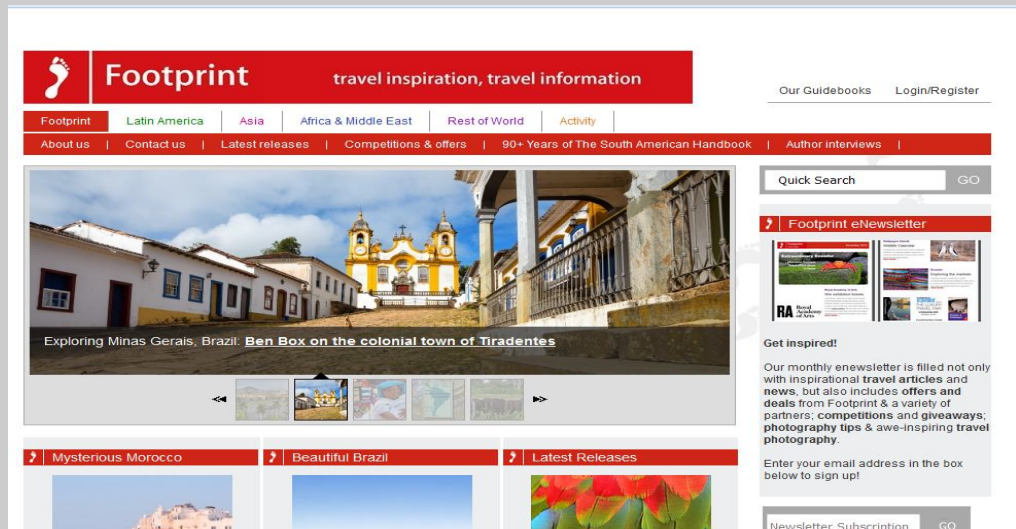 Footprint travel inspiration, travel information
Our Guidebooks Login/Register
Footprint Latin America Asia Africa & Middle East Rest of World Activity
About us | Contact us | Latest releases | Competitions & offers | 90+ Years of The South American Handbook | Author interviews |
Quick Search GO
Footprint eNewsletter
RA Royal
Academy
of Arts
Exploring Minas Gerais, Brazil: Ben Box on the colonial town of Tiradentes
Get inspired!
Our monthly enewsletter is filled not only
with inspirational travel articles and
news, but also includes offers and
deals from Footprint & a variety of
partners; competitions and giveaways;
photography tips & awe-inspiring travel
photography.
Enter your email address in the box
below to sign up!
Mysterious Morocco
Beautiful Brazil
Latest Releases
Newsletter Subscription GO